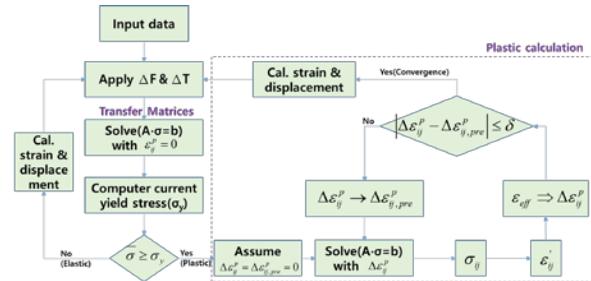 Input data
Plastic calculation
Apply ΔF & ΔT
Cal. strain &
displacement
Yes(Convergence)
Transfer Matrices
Solve(A·σ=b)
with ε_ij^p = 0
No
|Δε_ij^p − Δε_ij,pre^p| ≤ δ
Cal.
strain &
displace
ment
Computer current
yield stress(σ_y)
Δε_ij^p → Δε_ij,pre^p
ε_eff ⇒ Δε_ij^p
No
(Elastic)
σ̄ ≥ σ_y
Yes
(Plastic)
Assume
Δε_ij^p = Δε_ij,pre^p = 0
Solve(A·σ=b)
with Δε_ij^p
σ_ij
ε'_ij